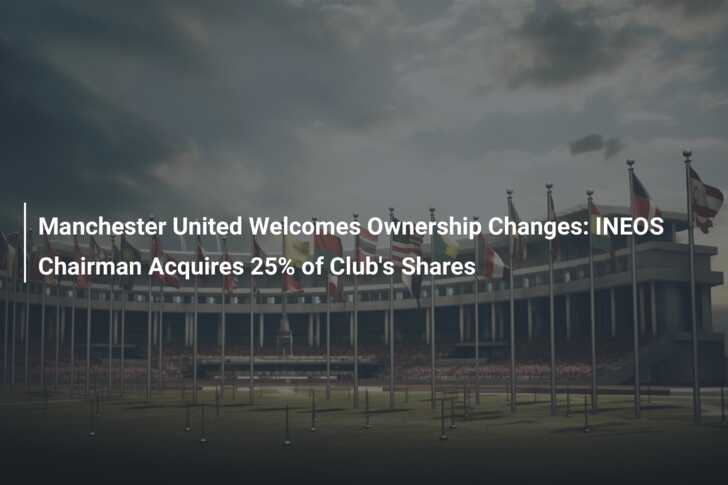 Manchester United Welcomes Ownership Changes: INEOS
Chairman Acquires 25% of Club's Shares